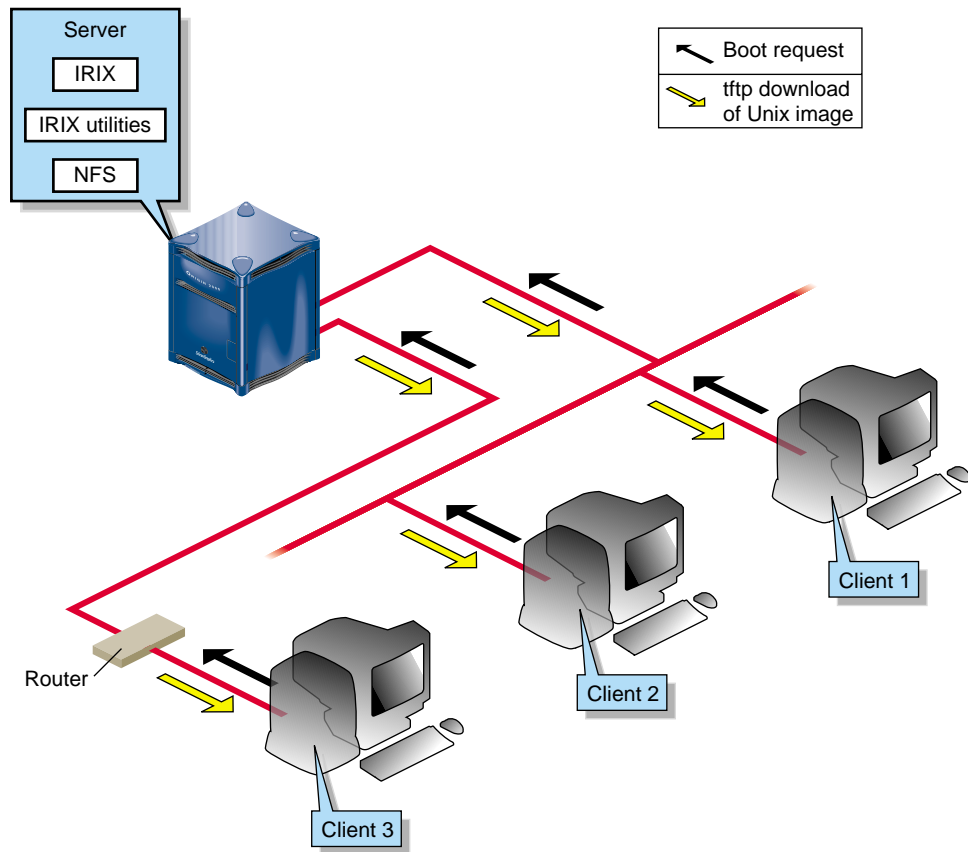 Server
IRIX
IRIX utilities
NFS
Boot request
tftp download
of Unix image
Client 1
Client 2
Router
Client 3